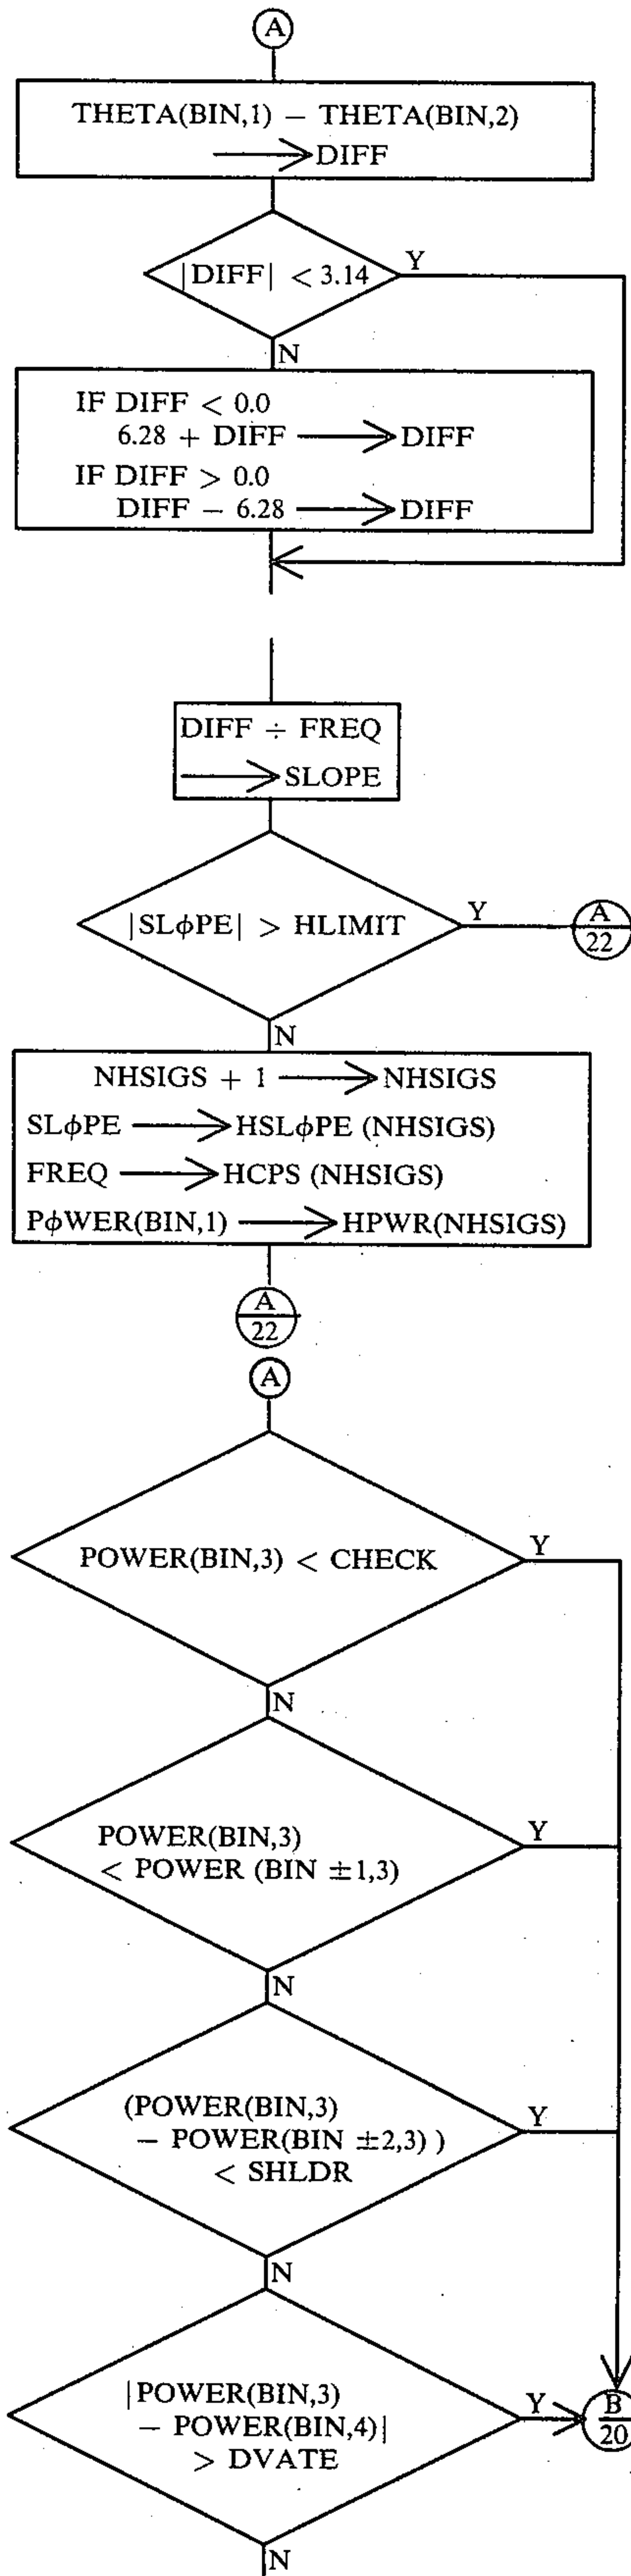 A
THETA(BIN,1) − THETA(BIN,2)
⟶ DIFF
|DIFF| < 3.14
Y
N
IF DIFF < 0.0
6.28 + DIFF ⟶ DIFF
IF DIFF > 0.0
DIFF − 6.28 ⟶ DIFF
DIFF ÷ FREQ
⟶ SLOPE
|SLϕPE| > HLIMIT
Y
A
22
N
NHSIGS + 1 ⟶ NHSIGS
SLϕPE ⟶ HSLϕPE (NHSIGS)
FREQ ⟶ HCPS (NHSIGS)
PϕWER(BIN,1) ⟶ HPWR(NHSIGS)
A
22
A
POWER(BIN,3) < CHECK
Y
N
POWER(BIN,3)
< POWER (BIN ±1,3)
Y
N
(POWER(BIN,3)
− POWER(BIN ±2,3) )
< SHLDR
Y
N
|POWER(BIN,3)
− POWER(BIN,4)|
> DVATE
Y
B
20
N